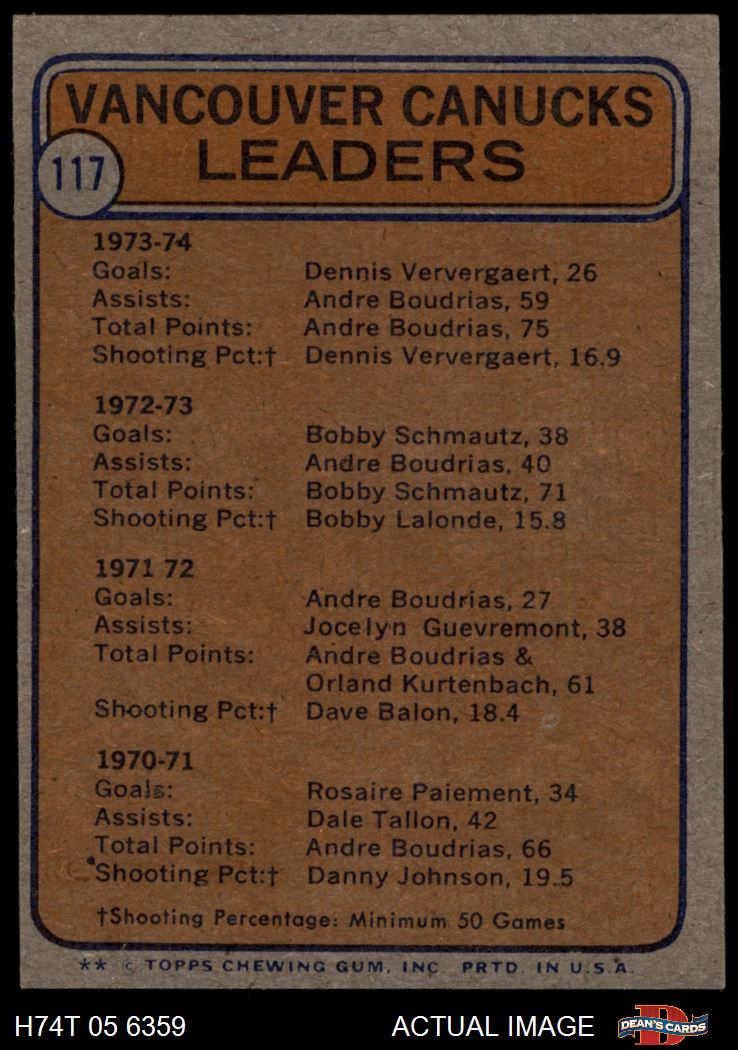 VANCOUVER CANUCKS
LEADERS
117
1973-74
Goals: Dennis Ververgaert, 26
Assists: Andre Boudrias, 59
Total Points: Andre Boudrias, 75
Shooting Pct:† Dennis Ververgaert, 16.9
1972-73
Goals: Bobby Schmautz, 38
Assists: Andre Boudrias, 40
Total Points: Bobby Schmautz, 71
Shooting Pct:† Bobby Lalonde, 15.8
1971 72
Goals: Andre Boudrias, 27
Assists: Jocelyn Guevremont, 38
Total Points: Andre Boudrias &
Orland Kurtenbach, 61
Shooting Pct:† Dave Balon, 18.4
1970-71
Goals: Rosaire Paiement, 34
Assists: Dale Tallon, 42
Total Points: Andre Boudrias, 66
Shooting Pct:† Danny Johnson, 19.5
†Shooting Percentage: Minimum 50 Games
** © TOPPS CHEWING GUM, INC. PRTD. IN U.S.A.
H74T 05 6359 ACTUAL IMAGE D DEAN'S CARDS